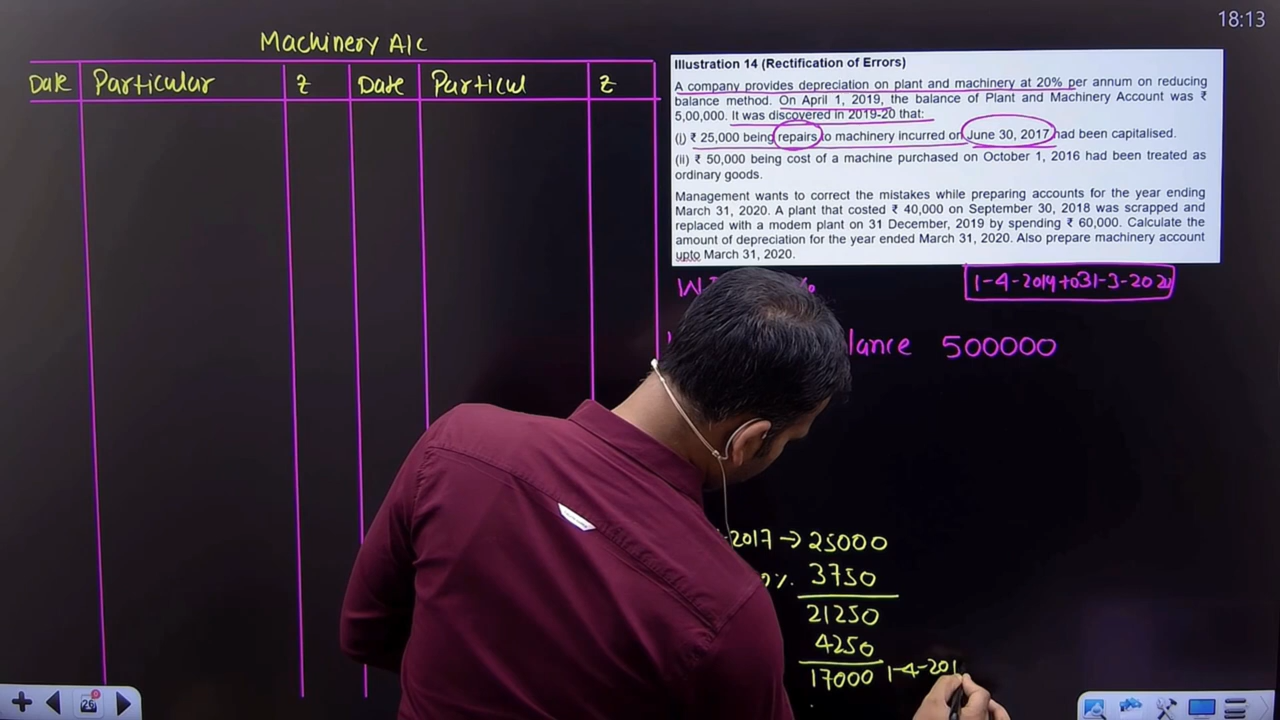 18:13
Machinery A/c
Date Particular ₹ Date Particul ₹
Illustration 14 (Rectification of Errors)
A company provides depreciation on plant and machinery at 20% per annum on reducing
balance method. On April 1, 2019, the balance of Plant and Machinery Account was ₹
5,00,000. It was discovered in 2019-20 that:
(i) ₹ 25,000 being repairs to machinery incurred on June 30, 2017 had been capitalised.
(ii) ₹ 50,000 being cost of a machine purchased on October 1, 2016 had been treated as
ordinary goods.
Management wants to correct the mistakes while preparing accounts for the year ending
March 31, 2020. A plant that costed ₹ 40,000 on September 30, 2018 was scrapped and
replaced with a modem plant on 31 December, 2019 by spending ₹ 60,000. Calculate the
amount of depreciation for the year ended March 31, 2020. Also prepare machinery account
upto March 31, 2020.
1-4-2019 to 31-3-2020
lance 500000
-2017 → 25000
%. 3750
21250
4250
17000 1-4-201
26